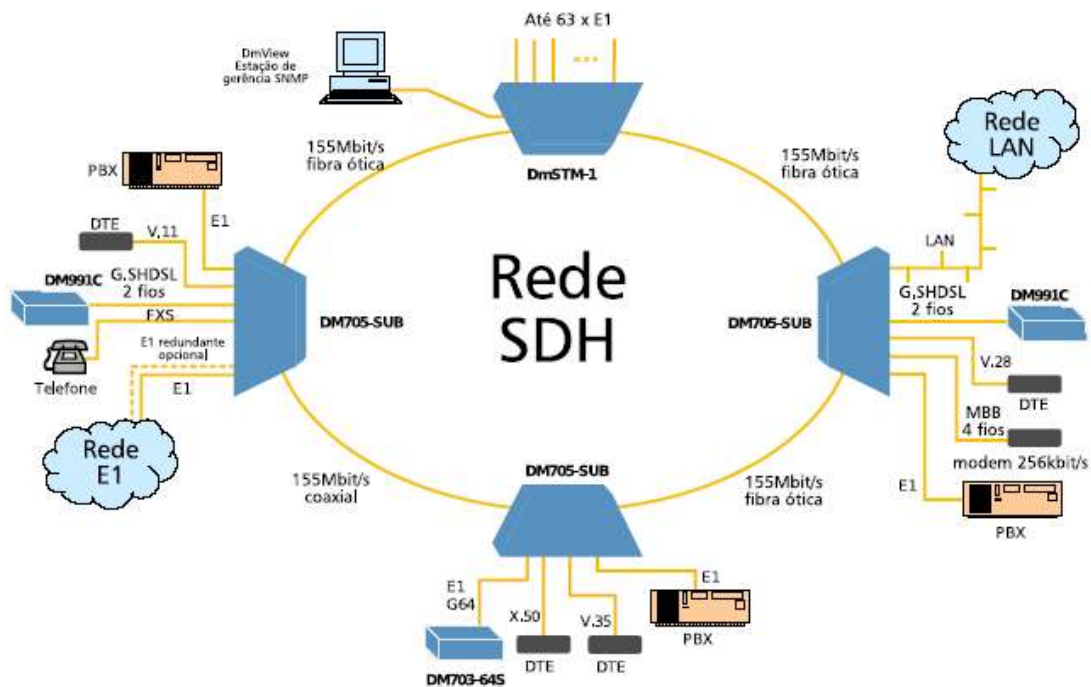 Até 63 x E1
DmView
Estação de
gerência SNMP
155Mbit/s
fibra ótica
DmSTM-1
155Mbit/s
fibra ótica
Rede
LAN
PBX
E1
DTE
V,11
DM991C
G.SHDSL
2 fios
FXS
Telefone
E1 redundante
opcional
E1
Rede
E1
DM705-SUB
Rede
SDH
DM705-SUB
LAN
G,SHDSL
2 fios
DM991C
V.28
DTE
MBB
4 fios
modem 256kbit/s
E1
PBX
155Mbit/s
coaxial
DM705-SUB
155Mbit/s
fibra ótica
E1
G64
X.50
V.35
E1
DM703-64S
DTE
DTE
PBX